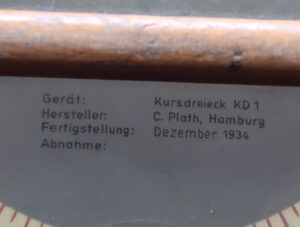 Gerät: Kursdreieck KD 1
Hersteller: C. Plath, Hamburg
Fertigstellung: Dezember 1934
Abnahme: